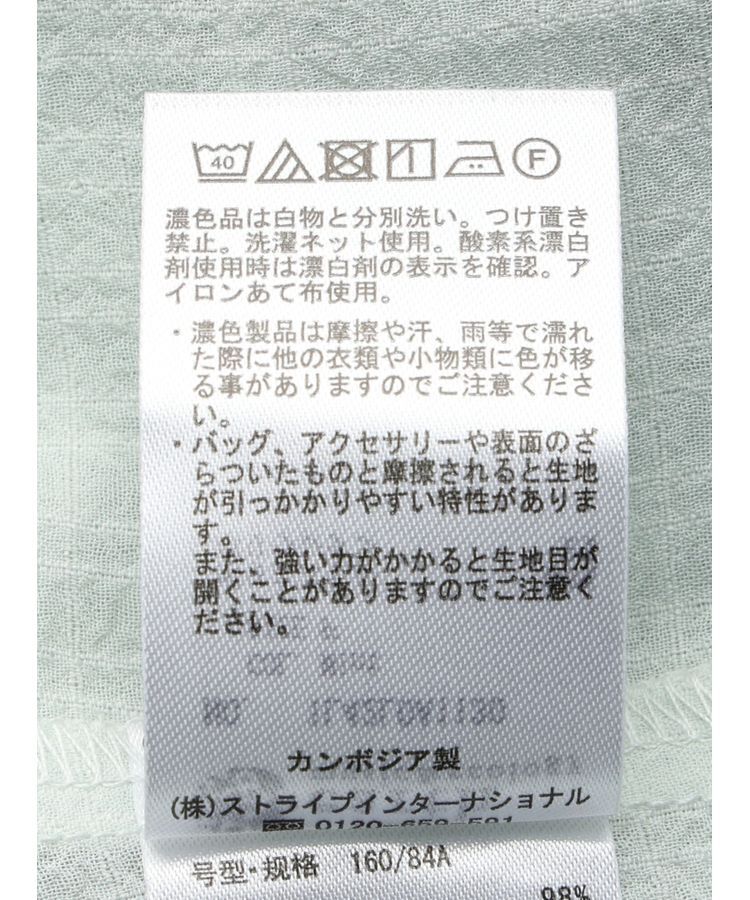 40 F
濃色品は白物と分別洗い。つけ置き
禁止。洗濯ネット使用。酸素系漂白
剤使用時は漂白剤の表示を確認。ア
イロンあて布使用。
・濃色製品は摩擦や汗、雨等で濡れ
た際に他の衣類や小物類に色が移
る事がありますのでご注意くださ
い。
・バッグ、アクセサリーや表面のざ
らついたものと摩擦されると生地
が引っかかりやすい特性がありま
す。
また、強い力がかかると生地目が
開くことがありますのでご注意く
ださい。
カンボジア製
(株)ストライプインターナショナル
号型·规格 160/84A
98%